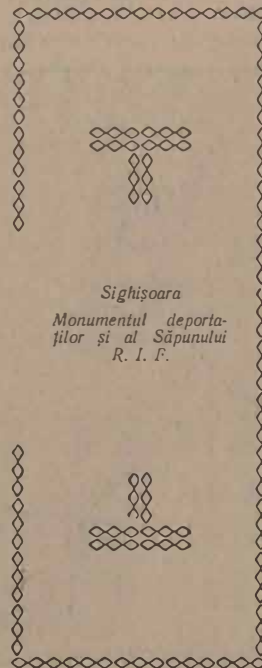 Sighișoara
Monumentul deporta-
ților și al Săpunului
R. I. F.